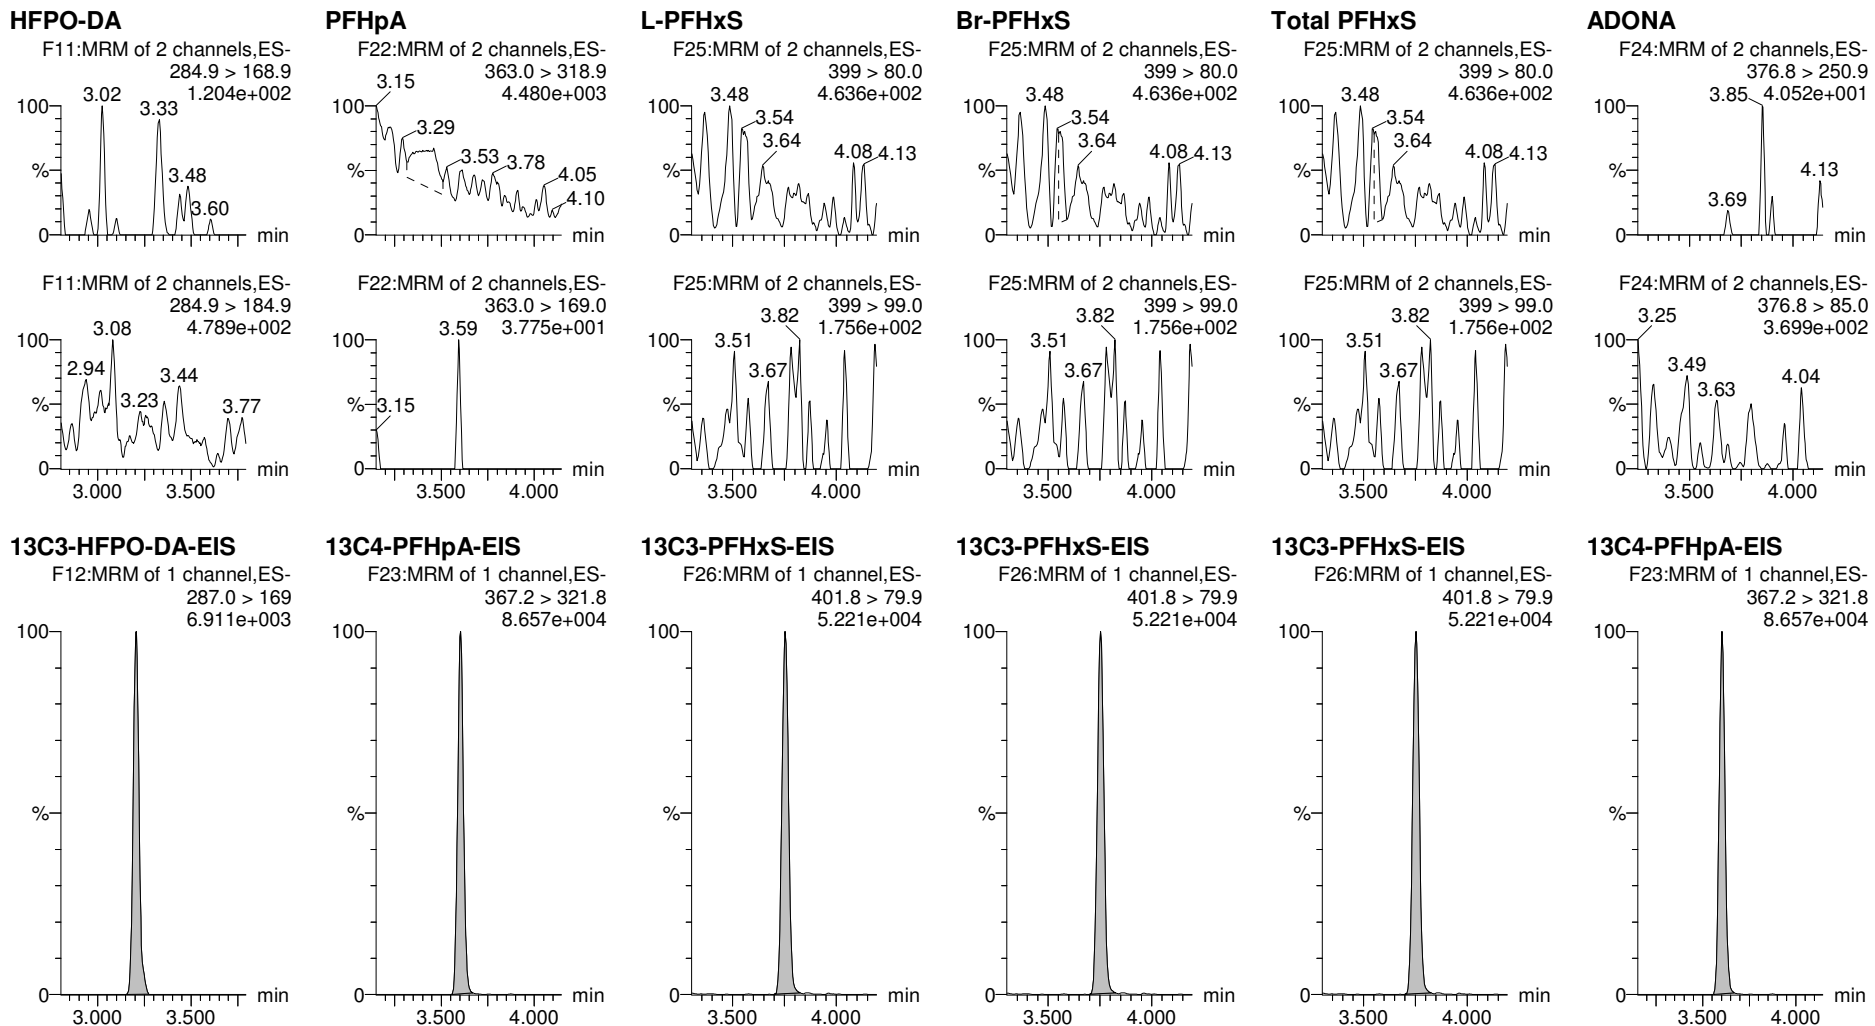 HFPO-DA
F11:MRM of 2 channels,ES-
284.9 > 168.9
1.204e+002
100
3.02
3.33
3.48
3.60
%
0
min
F11:MRM of 2 channels,ES-
284.9 > 184.9
4.789e+002
100
3.08
2.94
3.23
3.44
3.77
%
0
min
3.000 3.500
PFHpA
F22:MRM of 2 channels,ES-
363.0 > 318.9
4.480e+003
3.15
100
3.29
3.53
3.78
4.05
4.10
%
0
min
F22:MRM of 2 channels,ES-
363.0 > 169.0
3.775e+001
100
3.59
3.15
%
0
min
3.500 4.000
L-PFHxS
F25:MRM of 2 channels,ES-
399 > 80.0
4.636e+002
100
3.48
3.54
3.64
4.08
4.13
%
0
min
F25:MRM of 2 channels,ES-
399 > 99.0
1.756e+002
3.82
100
3.51
3.67
%
0
min
3.500 4.000
Br-PFHxS
F25:MRM of 2 channels,ES-
399 > 80.0
4.636e+002
100
3.48
3.54
3.64
4.08
4.13
%
0
min
F25:MRM of 2 channels,ES-
399 > 99.0
1.756e+002
3.82
100
3.51
3.67
%
0
min
3.500 4.000
Total PFHxS
F25:MRM of 2 channels,ES-
399 > 80.0
4.636e+002
100
3.48
3.54
3.64
4.08
4.13
%
0
min
F25:MRM of 2 channels,ES-
399 > 99.0
1.756e+002
3.82
100
3.51
3.67
%
0
min
3.500 4.000
ADONA
F24:MRM of 2 channels,ES-
376.8 > 250.9
4.052e+001
3.85
100
3.69
4.13
%
0
min
F24:MRM of 2 channels,ES-
376.8 > 85.0
3.699e+002
3.25
100
3.49
3.63
4.04
%
0
min
3.500 4.000
13C3-HFPO-DA-EIS
F12:MRM of 1 channel,ES-
287.0 > 169
6.911e+003
100
%
0
min
3.000 3.500
13C4-PFHpA-EIS
F23:MRM of 1 channel,ES-
367.2 > 321.8
8.657e+004
100
%
0
min
3.500 4.000
13C3-PFHxS-EIS
F26:MRM of 1 channel,ES-
401.8 > 79.9
5.221e+004
100
%
0
min
3.500 4.000
13C3-PFHxS-EIS
F26:MRM of 1 channel,ES-
401.8 > 79.9
5.221e+004
100
%
0
min
3.500 4.000
13C3-PFHxS-EIS
F26:MRM of 1 channel,ES-
401.8 > 79.9
5.221e+004
100
%
0
min
3.500 4.000
13C4-PFHpA-EIS
F23:MRM of 1 channel,ES-
367.2 > 321.8
8.657e+004
100
%
0
min
3.500 4.000